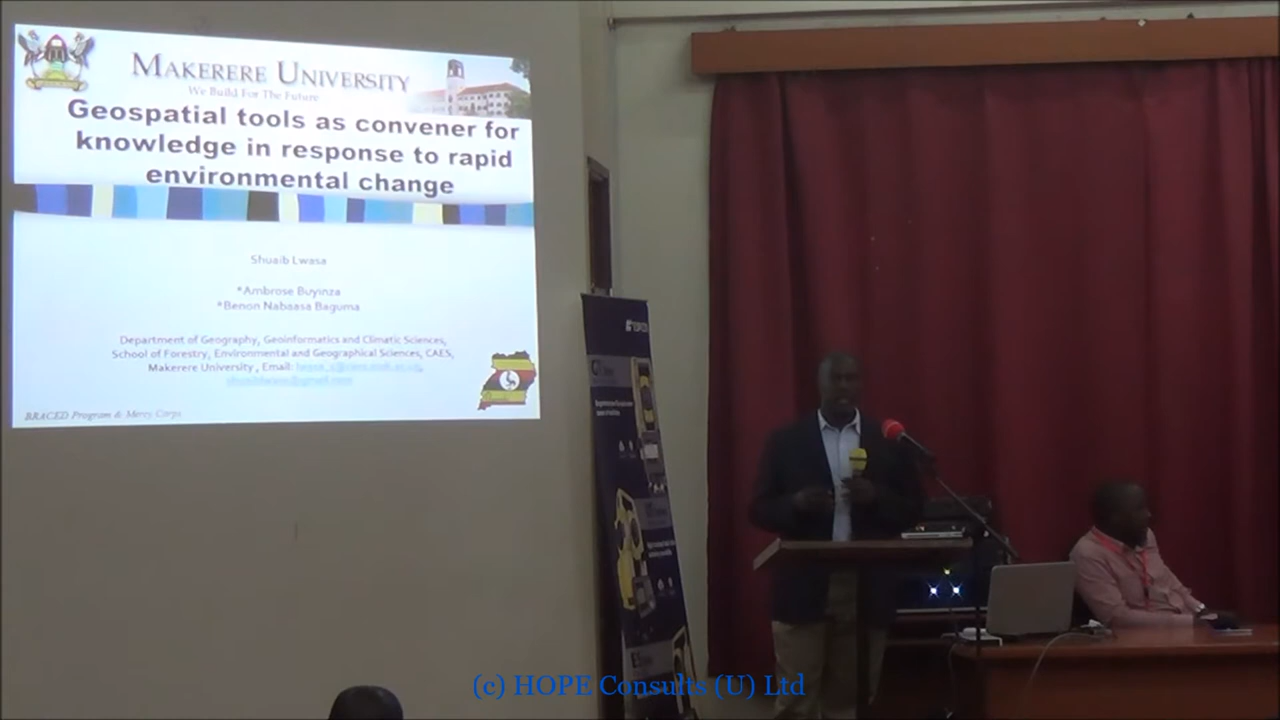 MAKERERE UNIVERSITY
We Build For The Future
Geospatial tools as convener for
knowledge in response to rapid
environmental change
Shuaib Lwasa
*Ambrose Buyinza
*Benon Nabaasa Baguma
Department of Geography, Geoinformatics and Climatic Sciences,
School of Forestry, Environmental and Geographical Sciences, CAES,
Makerere University, Email:
BRACED Program & Mercy Corps
(c) HOPE Consults (U) Ltd